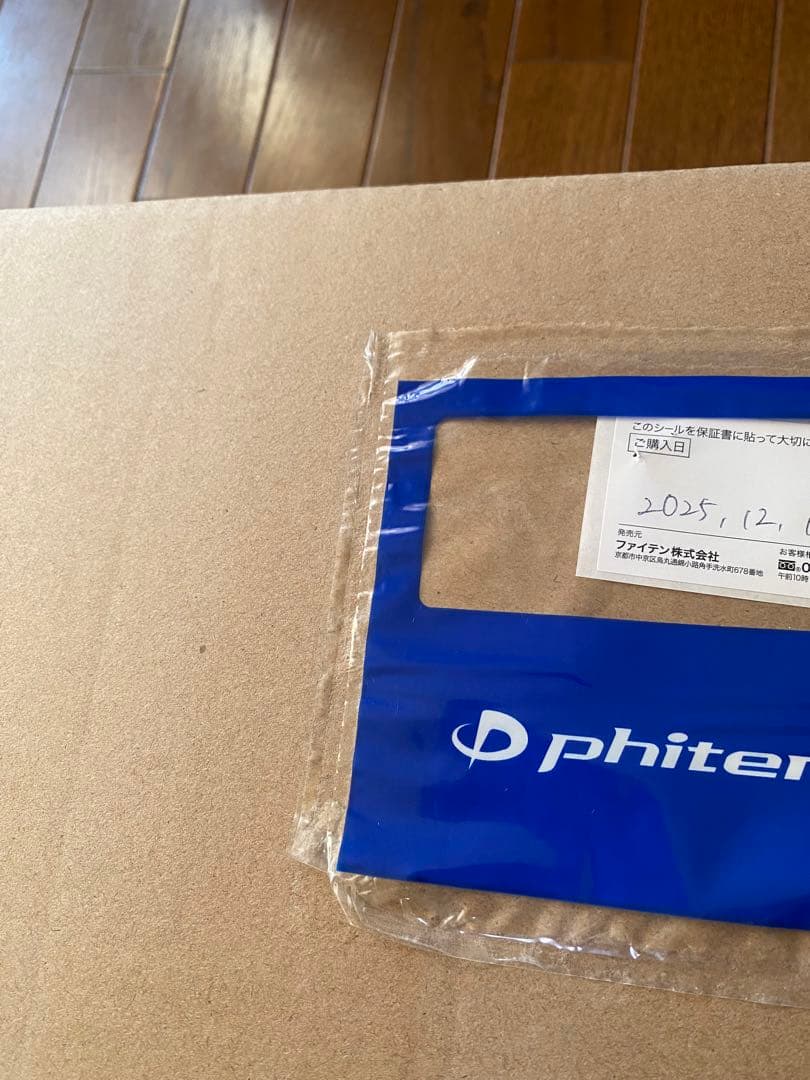 このシールを保証書に貼って大切に
ご購入日
2025, 12,
発売元
ファイテン株式会社
京都市中京区烏丸通錦小路角手洗水町678番地
お客様相
0
午前10時
phiten